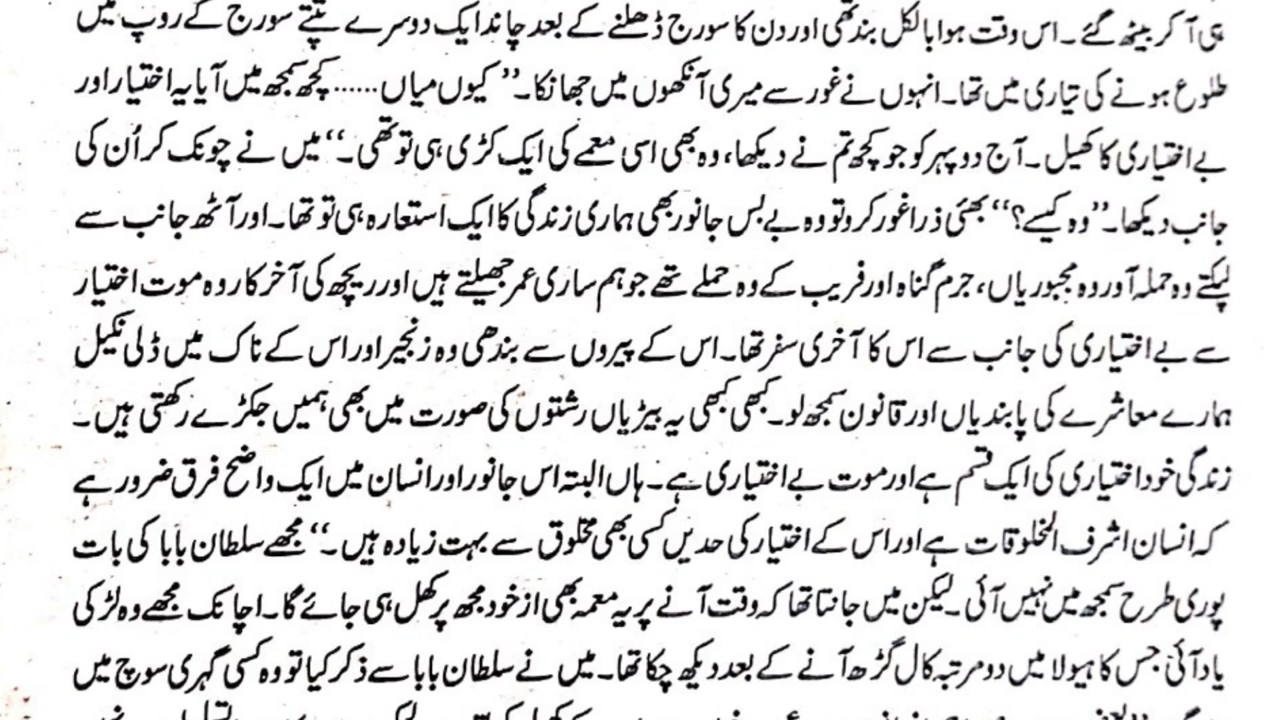 ہی آ کر بیٹھ گئے۔ اس وقت ہوا بالکل بند تھی اور دن کا سورج ڈھلنے کے بعد چاند ایک دوسرے تپتے سورج کے روپ میں
طلوع ہونے کی تیاری میں تھا۔ انہوں نے غور سے میری آنکھوں میں جھانکا۔ ”کیوں میاں...... کچھ سمجھ میں آیا یہ اختیار اور
بے اختیاری کا کھیل۔ آج دوپہر کو جو کچھ تم نے دیکھا، وہ بھی اسی معمے کی ایک کڑی ہی تو تھی۔“ میں نے چونک کر اُن کی
جانب دیکھا۔ ”وہ کیسے؟“ ”بھئی ذرا غور کرو تو وہ بے بس جانور بھی ہماری زندگی کا ایک استعارہ ہی تو تھا۔ اور آٹھ جانب سے
لپکتے وہ حملہ آور وہ مجبوریاں، جرم گناہ اور فریب کے وہ حملے تھے جو ہم ساری عمر جھیلتے ہیں اور ریچھ کی آخر کار وہ موت اختیار
سے بے اختیاری کی جانب سے اس کا آخری سفر تھا۔ اس کے پیروں سے بندھی وہ زنجیر اور اس کے ناک میں ڈلی نکیل
ہمارے معاشرے کی پابندیاں اور قانون سمجھ لو۔ کبھی کبھی یہ بیڑیاں رشتوں کی صورت میں بھی ہمیں جکڑے رکھتی ہیں۔
زندگی خود اختیاری کی ایک قسم ہے اور موت بے اختیاری ہے۔ ہاں البتہ اس جانور اور انسان میں ایک واضح فرق ضرور ہے
کہ انسان اشرف المخلوقات ہے اور اس کے اختیار کی حدیں کسی بھی مخلوق سے بہت زیادہ ہیں۔“ مجھے سلطان بابا کی بات
پوری طرح سمجھ میں نہیں آئی۔ لیکن میں جانتا تھا کہ وقت آنے پر یہ معمہ بھی از خود مجھ پر کھل ہی جائے گا۔ اچانک مجھے وہ لڑکی
یاد آئی جس کا ہیولا میں دو مرتبہ کال گڑھ آنے کے بعد دیکھ چکا تھا۔ میں نے سلطان بابا سے ذکر کیا تو وہ کسی گہری سوچ میں